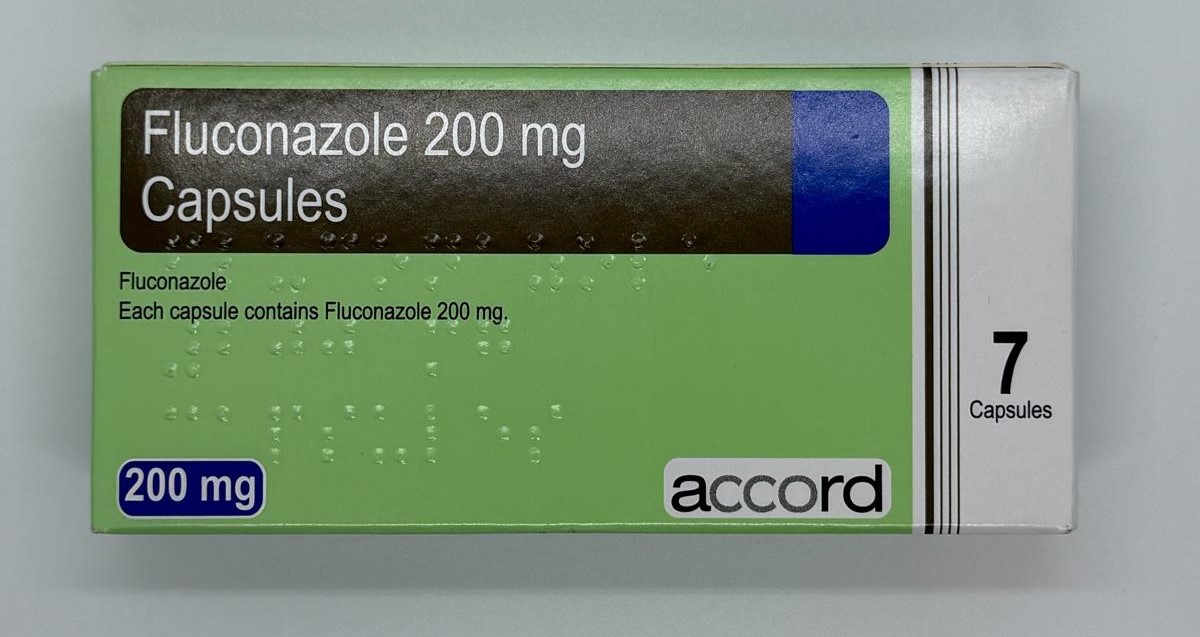 Fluconazole 200 mg
Capsules
Fluconazole
Each capsule contains Fluconazole 200 mg.
200 mg
accord
7
Capsules